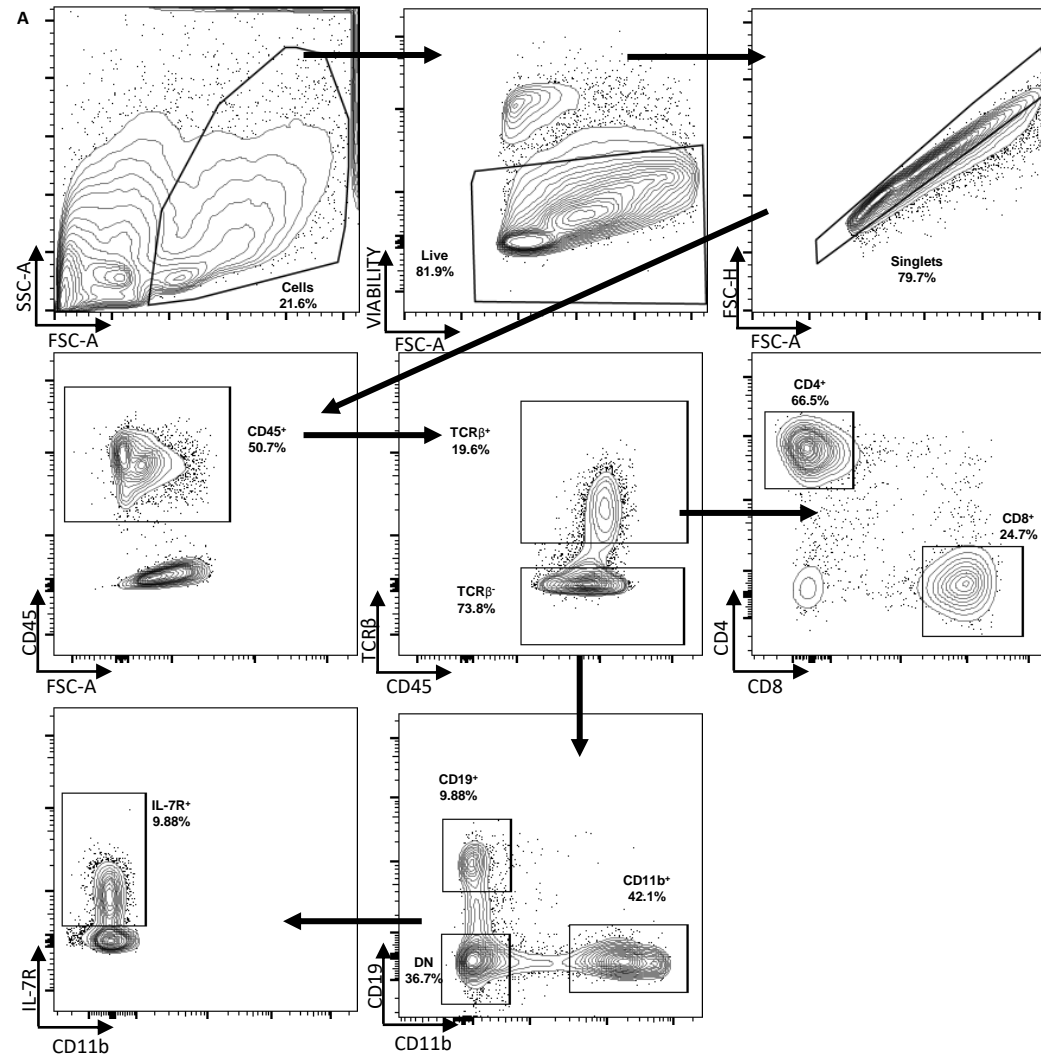 A
SSC-A
FSC-A
Cells
21.6%
VIABILITY
FSC-A
Live
81.9%
FSC-H
FSC-A
Singlets
79.7%
CD45
FSC-A
CD45⁺
50.7%
TCRβ
CD45
TCRβ⁺
19.6%
TCRβ⁻
73.8%
CD4
CD8
CD4⁺
66.5%
CD8⁺
24.7%
IL-7R
CD11b
IL-7R⁺
9.88%
CD19
CD11b
CD19⁺
9.88%
CD11b⁺
42.1%
DN
36.7%